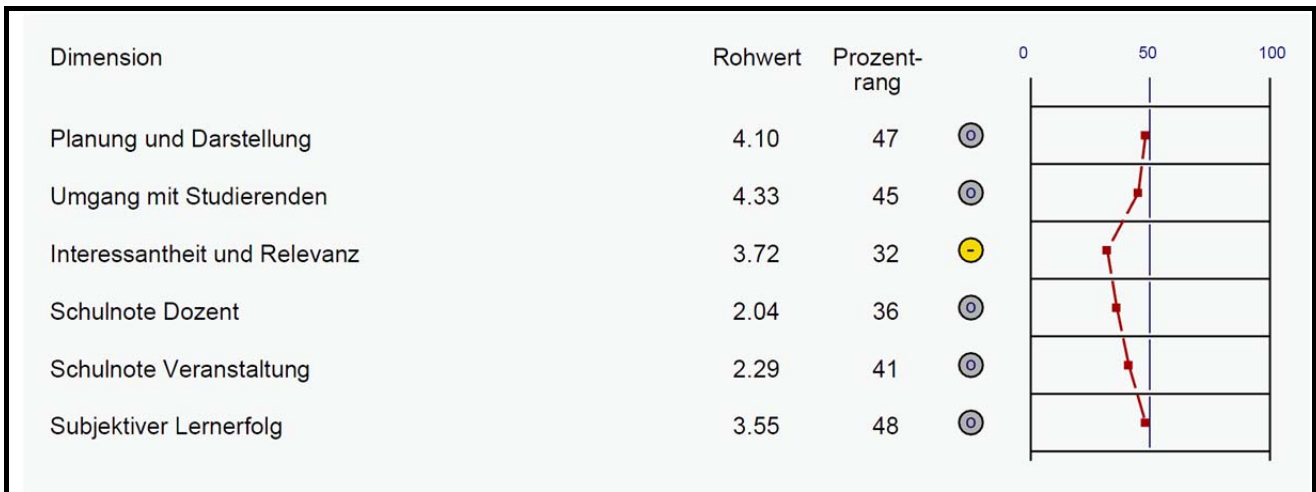 Dimension Rohwert Prozent-
rang 0 50 100
Planung und Darstellung 4.10 47 o
Umgang mit Studierenden 4.33 45 o
Interessantheit und Relevanz 3.72 32 -
Schulnote Dozent 2.04 36 o
Schulnote Veranstaltung 2.29 41 o
Subjektiver Lernerfolg 3.55 48 o